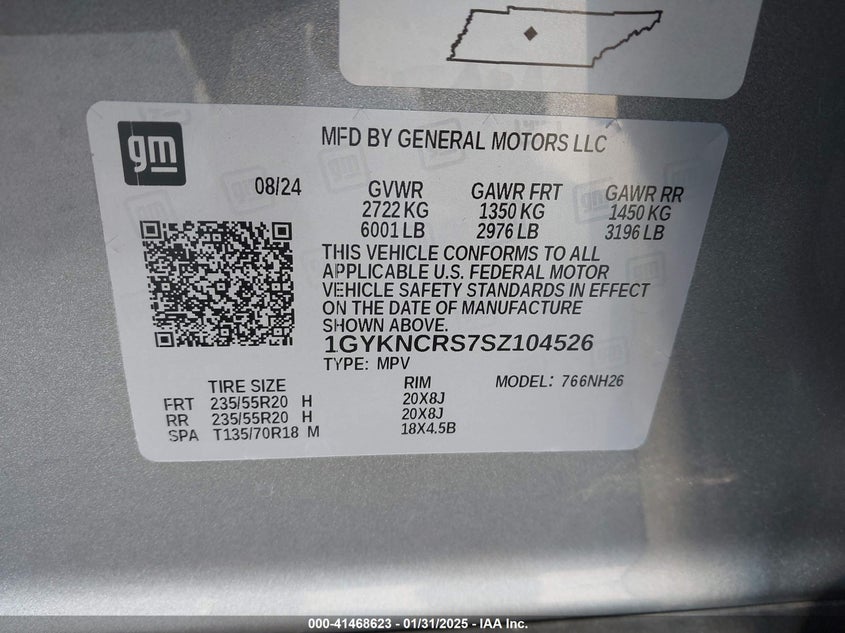 gm
MFD BY GENERAL MOTORS LLC
08/24 GVWR GAWR FRT GAWR RR
2722 KG 1350 KG 1450 KG
6001 LB 2976 LB 3196 LB
THIS VEHICLE CONFORMS TO ALL
APPLICABLE U.S. FEDERAL MOTOR
VEHICLE SAFETY STANDARDS IN EFFECT
ON THE DATE OF MANUFACTURE
SHOWN ABOVE.
1GYKNCRS7SZ104526
TYPE: MPV
TIRE SIZE RIM MODEL: 766NH26
FRT 235/55R20 H 20X8J
RR 235/55R20 H 20X8J
SPA T135/70R18 M 18X4.5B
000-41468623 - 01/31/2025 - IAA Inc.